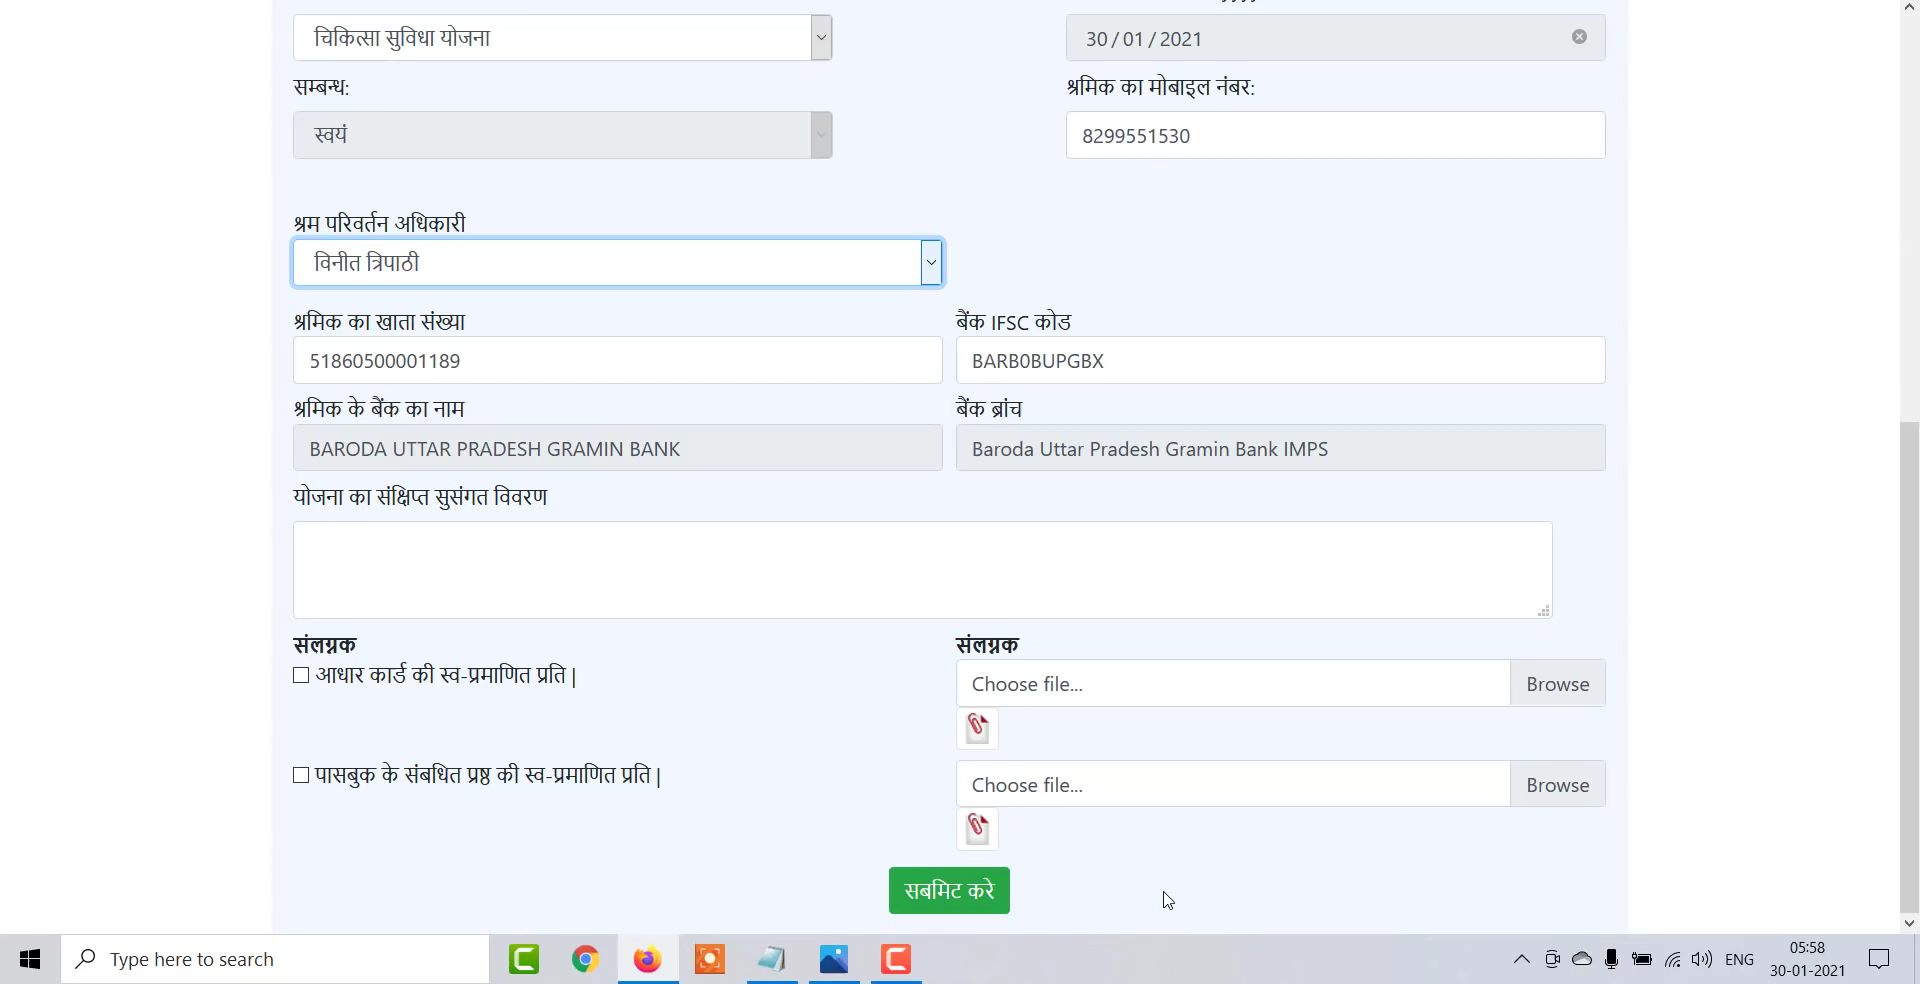 चिकित्सा सुविधा योजना
30 / 01 / 2021
सम्बन्ध:
श्रमिक का मोबाइल नंबर:
स्वयं
8299551530
श्रम परिवर्तन अधिकारी
विनीत त्रिपाठी
श्रमिक का खाता संख्या
बैंक IFSC कोड
51860500001189
BARB0BUPGBX
श्रमिक के बैंक का नाम
बैंक ब्रांच
BARODA UTTAR PRADESH GRAMIN BANK
Baroda Uttar Pradesh Gramin Bank IMPS
योजना का संक्षिप्त सुसंगत विवरण
संलग्नक
संलग्नक
आधार कार्ड की स्व-प्रमाणित प्रति |
Choose file...
Browse
पासबुक के संबधित प्रष्ठ की स्व-प्रमाणित प्रति |
Choose file...
Browse
सबमिट करे
Type here to search
ENG
05:58
30-01-2021